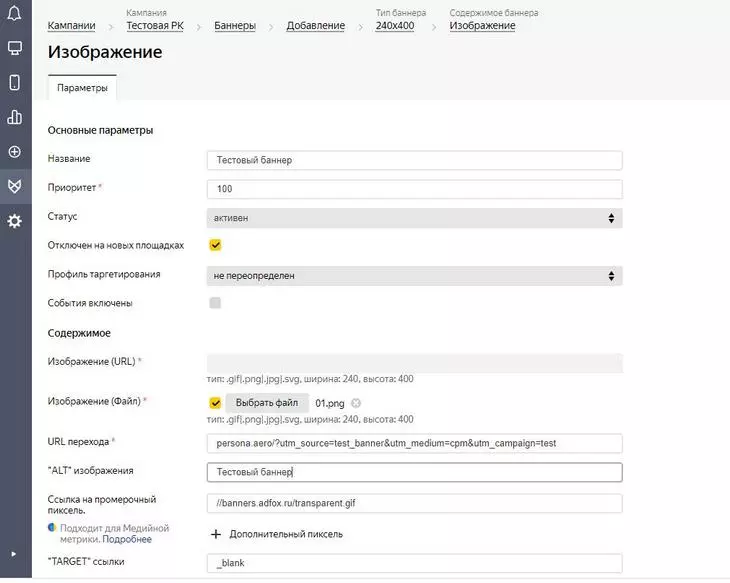 Кампания
Тип баннера
Содержимое баннера
Кампании
Тестовая РК
Баннеры
Добавление
240x400
Изображение
Изображение
Параметры
Основные параметры
Название
Тестовый баннер
Приоритет *
100
Статус
активен
Отключен на новых площадках
Профиль таргетирования
не переопределен
События включены
Содержимое
Изображение (URL) *
тип: .gif|.png|.jpg|.svg, ширина: 240, высота: 400
Изображение (Файл) *
Выбрать файл
01.png
тип: .gif|.png|.jpg|.svg, ширина: 240, высота: 400
URL перехода *
persona.aero/?utm_source=test_banner&utm_medium=cpm&utm_campaign=test
"ALT" изображения
Тестовый баннер
Ссылка на промерочный
пиксель.
//banners.adfox.ru/transparent.gif
Подходит для Медийной
метрики. Подробнее
Дополнительный пиксель
"TARGET" ссылки
_blank